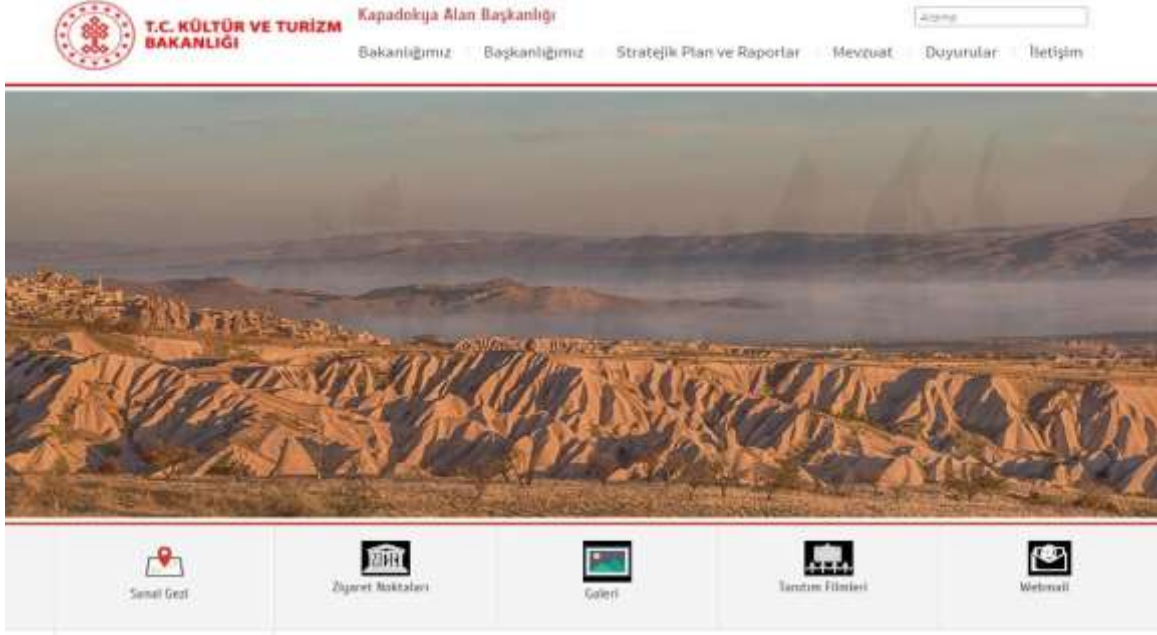 T.C. KÜLTÜR VE TURİZM
BAKANLIĞI
Kapadokya Alan Başkanlığı
Arama
Bakanlığımız Başkanlığımız Stratejik Plan ve Raporlar Mevzuat Duyurular İletişim
Sanal Gezi
Ziyaret Noktaları
Galeri
Tanıtım Filmleri
Webmail